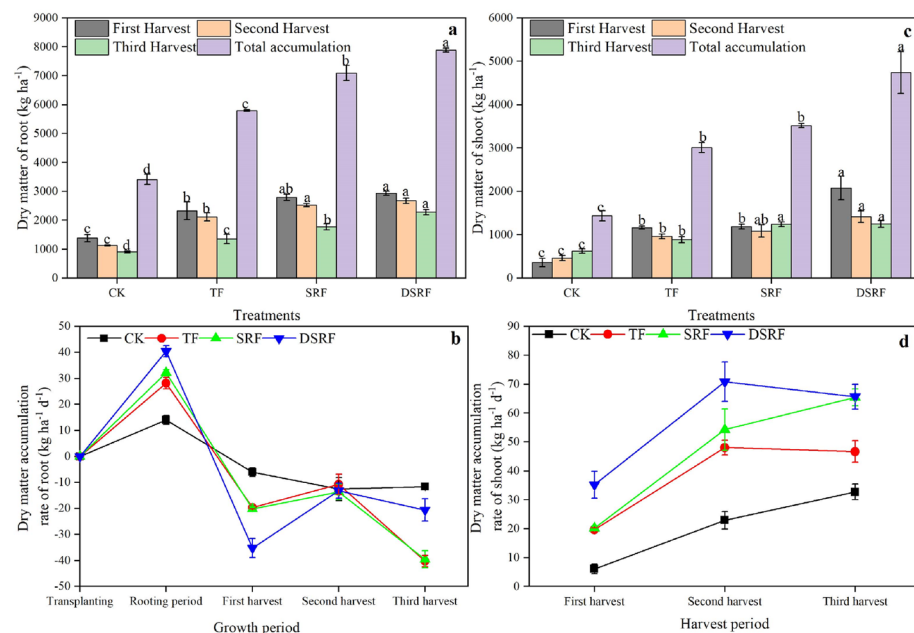 a
First Harvest Second Harvest
Third Harvest Total accumulation
Dry matter of root (kg ha⁻¹)
9000
8000
7000
6000
5000
4000
3000
2000
1000
0
c c d d
b b c c
ab a c b
a a a a
CK TF SRF DSRF
Treatments
c
First Harvest Second Harvest
Third Harvest Total accumulation
Dry matter of shoot (kg ha⁻¹)
6000
5000
4000
3000
2000
1000
0
c c c c
b b b b
b ab a b
a a a a
CK TF SRF DSRF
Treatments
b
CK TF SRF DSRF
Dry matter accumulation
rate of root (kg ha⁻¹ d⁻¹)
50
40
30
20
10
0
-10
-20
-30
-40
-50
Transplanting Rooting period First harvest Second harvest Third harvest
Growth period
d
CK TF SRF DSRF
Dry matter accumulation
rate of shoot (kg ha⁻¹ d⁻¹)
90
80
70
60
50
40
30
20
10
0
First harvest Second harvest Third harvest
Harvest period